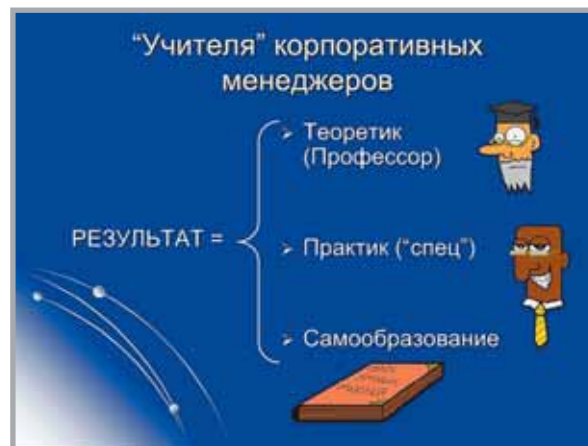 “Учителя” корпоративных
менеджеров
РЕЗУЛЬТАТ =
Теоретик
(Профессор)
Практик (“спец”)
Самообразование